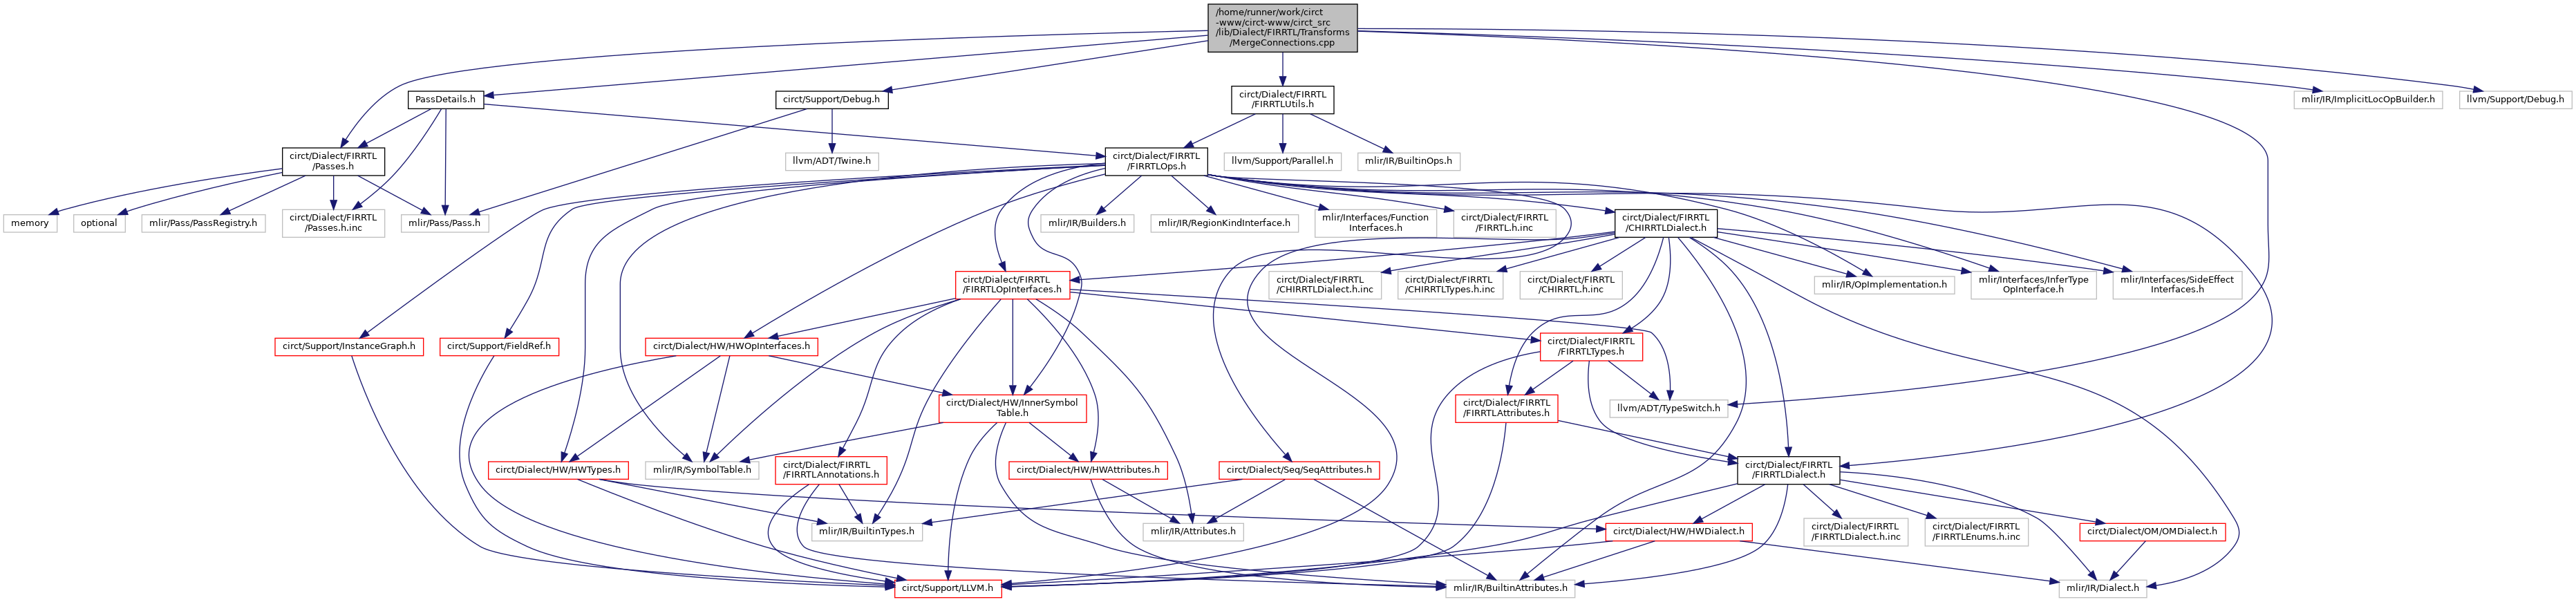 /home/runner/work/circt
-www/circt-www/circt_src
/lib/Dialect/FIRRTL/Transforms
/MergeConnections.cpp
PassDetails.h
circt/Support/Debug.h
circt/Dialect/FIRRTL
/FIRRTLUtils.h
mlir/IR/ImplicitLocOpBuilder.h
llvm/Support/Debug.h
circt/Dialect/FIRRTL
/Passes.h
llvm/ADT/Twine.h
circt/Dialect/FIRRTL
/FIRRTLOps.h
llvm/Support/Parallel.h
mlir/IR/BuiltinOps.h
memory
optional
mlir/Pass/PassRegistry.h
circt/Dialect/FIRRTL
/Passes.h.inc
mlir/Pass/Pass.h
mlir/IR/Builders.h
mlir/IR/RegionKindInterface.h
mlir/Interfaces/Function
Interfaces.h
circt/Dialect/FIRRTL
/FIRRTL.h.inc
circt/Dialect/FIRRTL
/CHIRRTLDialect.h
circt/Dialect/FIRRTL
/FIRRTLOpInterfaces.h
circt/Dialect/FIRRTL
/CHIRRTLDialect.h.inc
circt/Dialect/FIRRTL
/CHIRRTLTypes.h.inc
circt/Dialect/FIRRTL
/CHIRRTL.h.inc
mlir/IR/OpImplementation.h
mlir/Interfaces/InferType
OpInterface.h
mlir/Interfaces/SideEffect
Interfaces.h
circt/Support/InstanceGraph.h
circt/Support/FieldRef.h
circt/Dialect/HW/HWOpInterfaces.h
circt/Dialect/FIRRTL
/FIRRTLTypes.h
circt/Dialect/HW/InnerSymbol
Table.h
circt/Dialect/FIRRTL
/FIRRTLAttributes.h
llvm/ADT/TypeSwitch.h
circt/Dialect/HW/HWTypes.h
mlir/IR/SymbolTable.h
circt/Dialect/FIRRTL
/FIRRTLAnnotations.h
circt/Dialect/HW/HWAttributes.h
circt/Dialect/Seq/SeqAttributes.h
circt/Dialect/FIRRTL
/FIRRTLDialect.h
mlir/IR/BuiltinTypes.h
mlir/IR/Attributes.h
circt/Dialect/HW/HWDialect.h
circt/Dialect/FIRRTL
/FIRRTLDialect.h.inc
circt/Dialect/FIRRTL
/FIRRTLEnums.h.inc
circt/Dialect/OM/OMDialect.h
circt/Support/LLVM.h
mlir/IR/BuiltinAttributes.h
mlir/IR/Dialect.h